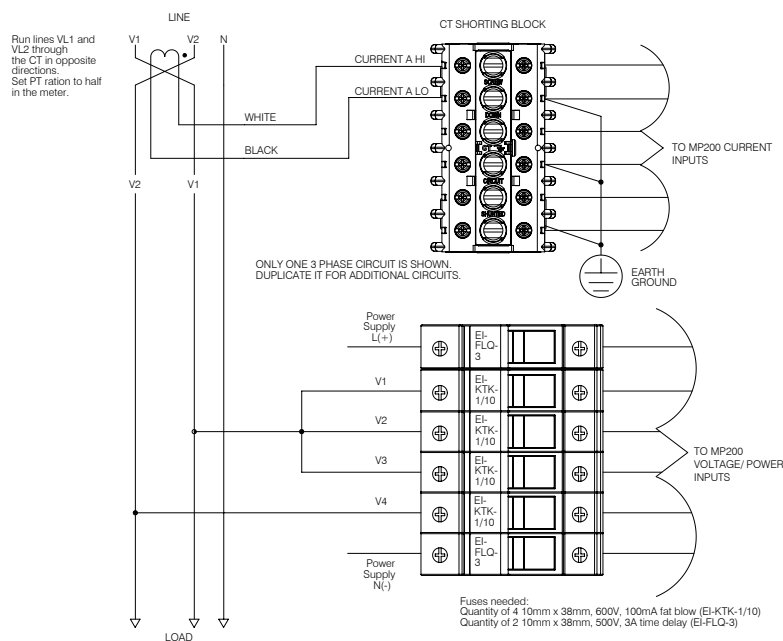 LINE
V1 V2 N
Run lines VL1 and
VL2 through
the CT in opposite
directions.
Set PT ration to half
in the meter.
CT SHORTING BLOCK
CURRENT A HI
CURRENT A LO
WHITE
BLACK
SCREW
DOWN
CIRCUIT
SHORTED
TO MP200 CURRENT
INPUTS
V2 V1
ONLY ONE 3 PHASE CIRCUIT IS SHOWN.
DUPLICATE IT FOR ADDITIONAL CIRCUITS.
EARTH
GROUND
Power
Supply
L(+)
EI-
FLQ-
3
V1
EI-
KTK-
1/10
V2
EI-
KTK-
1/10
V3
EI-
KTK-
1/10
V4
EI-
KTK-
1/10
Power
Supply
N(-)
EI-
FLQ-
3
TO MP200
VOLTAGE/ POWER
INPUTS
Fuses needed:
Quantity of 4 10mm x 38mm, 600V, 100mA fat blow (EI-KTK-1/10)
Quantity of 2 10mm x 38mm, 500V, 3A time delay (EI-FLQ-3)
LOAD